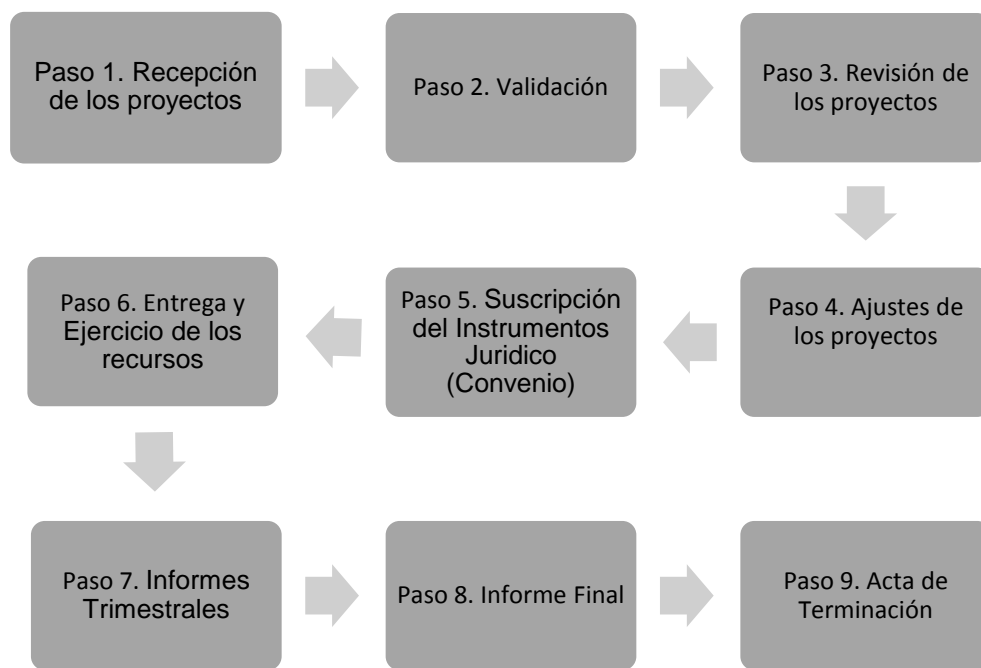 Paso 1. Recepción
de los proyectos
Paso 2. Validación
Paso 3. Revisión de
los proyectos
Paso 4. Ajustes de
los proyectos
Paso 5. Suscripción
del Instrumentos
Juridico
(Convenio)
Paso 6. Entrega y
Ejercicio de los
recursos
Paso 7. Informes
Trimestrales
Paso 8. Informe Final
Paso 9. Acta de
Terminación